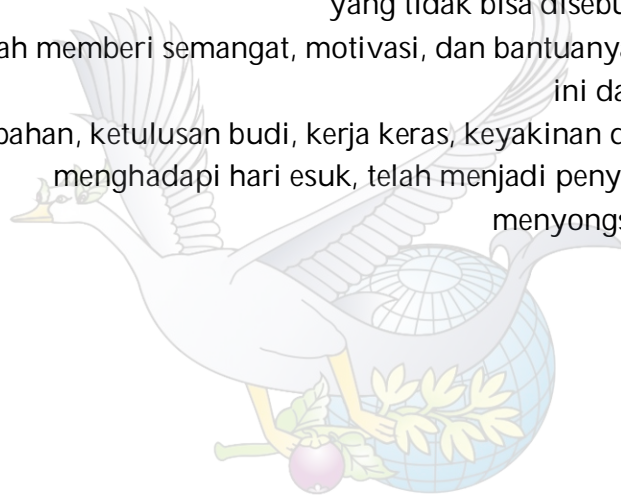 yang tidak bisa disebu
ah memberi semangat, motivasi, dan bantuany
ini da
bahan, ketulusan budi, kerja keras, keyakinan d
menghadapi hari esuk, telah menjadi peny
menyongs